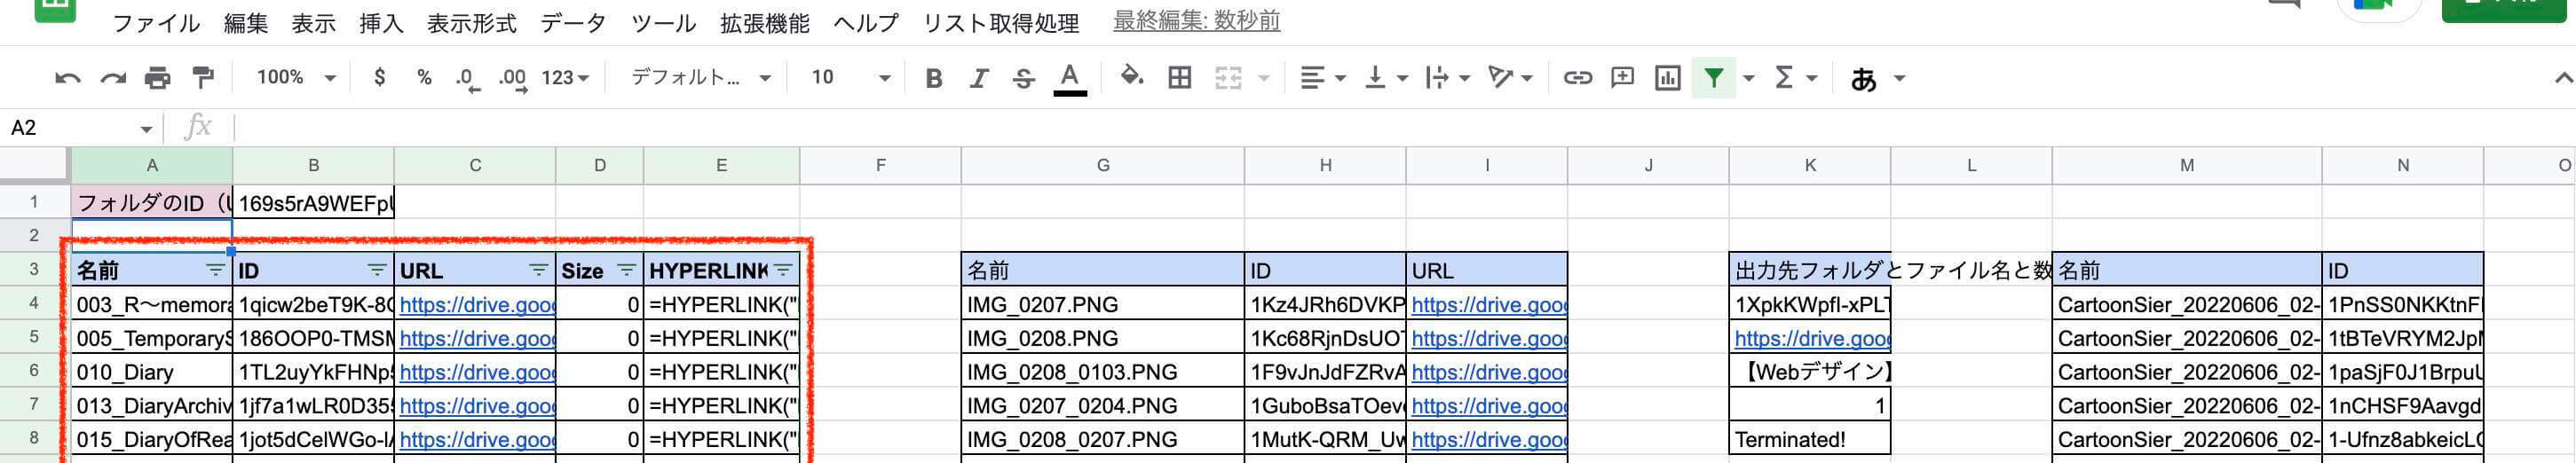 ファイル 編集 表示 挿入 表示形式 データ ツール 拡張機能 ヘルプ リスト取得処理 最終編集: 数秒前
100% $ % .0 .00 123 デフォルト... 10 B I S A Σ あ
A2 fx
A B C D E F G H I J K L M N O
1 フォルダのID（ 169s5rA9WEFp
2
3 名前 ID URL Size HYPERLINK 名前 ID URL 出力先フォルダとファイル名と数 名前 ID
4 003_R〜memora 1qicw2beT9K-8 https://drive.goo 0 =HYPERLINK(" IMG_0207.PNG 1Kz4JRh6DVKP https://drive.goo 1XpkKWpfl-xPL CartoonSier_20220606_02- 1PnSS0NKKtnF
5 005_TemporaryS 186OOP0-TMSM https://drive.goo 0 =HYPERLINK(" IMG_0208.PNG 1Kc68RjnDsUO https://drive.goo https://drive.goo CartoonSier_20220606_02- 1tBTeVRYM2Jp
6 010_Diary 1TL2uyYkFHNp https://drive.goo 0 =HYPERLINK(" IMG_0208_0103.PNG 1F9vJnJdFZRvA https://drive.goo 【Webデザイン】 CartoonSier_20220606_02- 1paSjF0J1Brpu
7 013_DiaryArchiv 1jf7a1wLR0D35 https://drive.goo 0 =HYPERLINK(" IMG_0207_0204.PNG 1GuboBsaTOev https://drive.goo 1 CartoonSier_20220606_02- 1nCHSF9Aavgd
8 015_DiaryOfRea 1jot5dCelWGo-l https://drive.goo 0 =HYPERLINK(" IMG_0208_0207.PNG 1MutK-QRM_Uw https://drive.goo Terminated! CartoonSier_20220606_02- 1-Ufnz8abkeicL